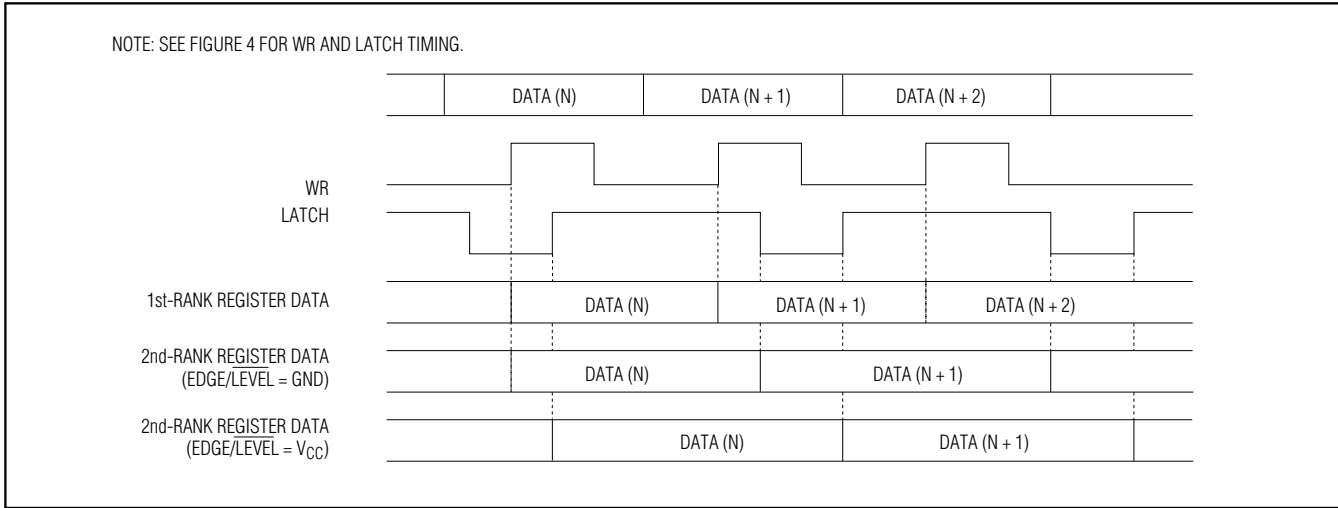 NOTE: SEE FIGURE 4 FOR WR AND LATCH TIMING.
DATA (N) DATA (N + 1) DATA (N + 2)
WR
LATCH
1st-RANK REGISTER DATA DATA (N) DATA (N + 1) DATA (N + 2)
2nd-RANK REGISTER DATA
(EDGE/LEVEL = GND) DATA (N) DATA (N + 1)
2nd-RANK REGISTER DATA
(EDGE/LEVEL = VCC) DATA (N) DATA (N + 1)